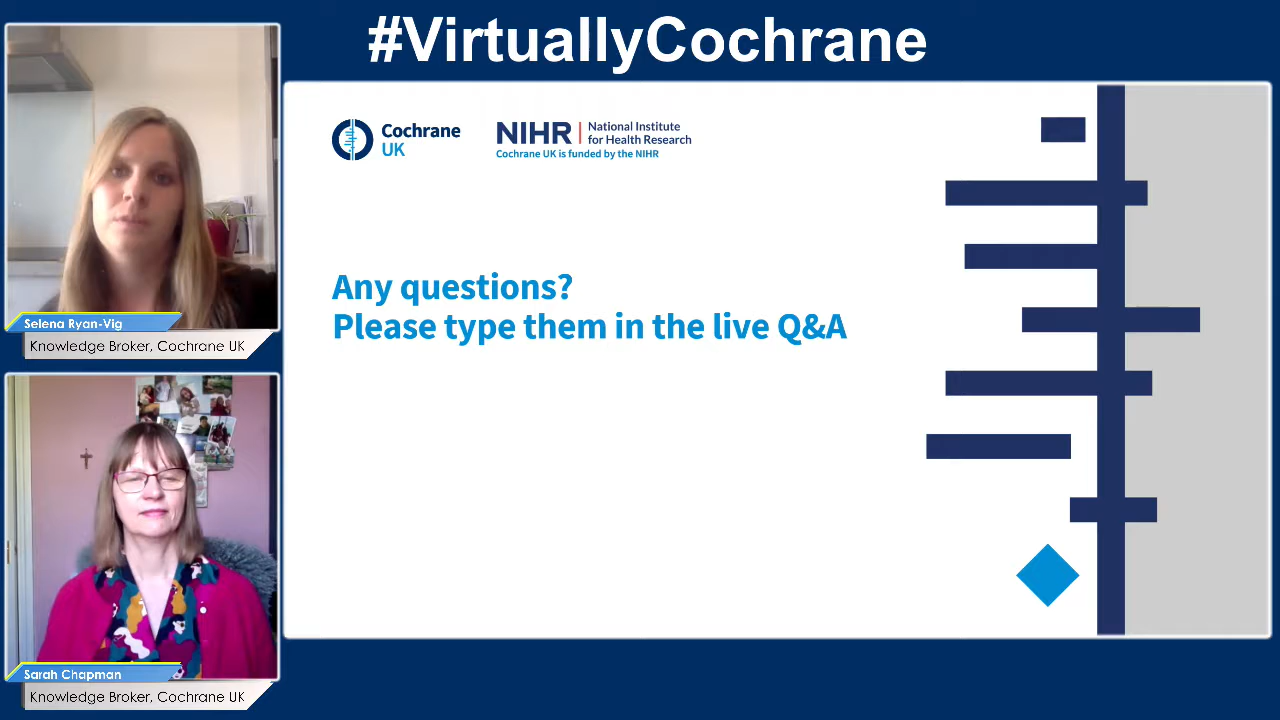 #VirtuallyCochrane
Cochrane
UK
NIHR
National Institute
for Health Research
Cochrane UK is funded by the NIHR
Any questions?
Please type them in the live Q&A
Selena Ryan-Vig
Knowledge Broker, Cochrane UK
Sarah Chapman
Knowledge Broker, Cochrane UK